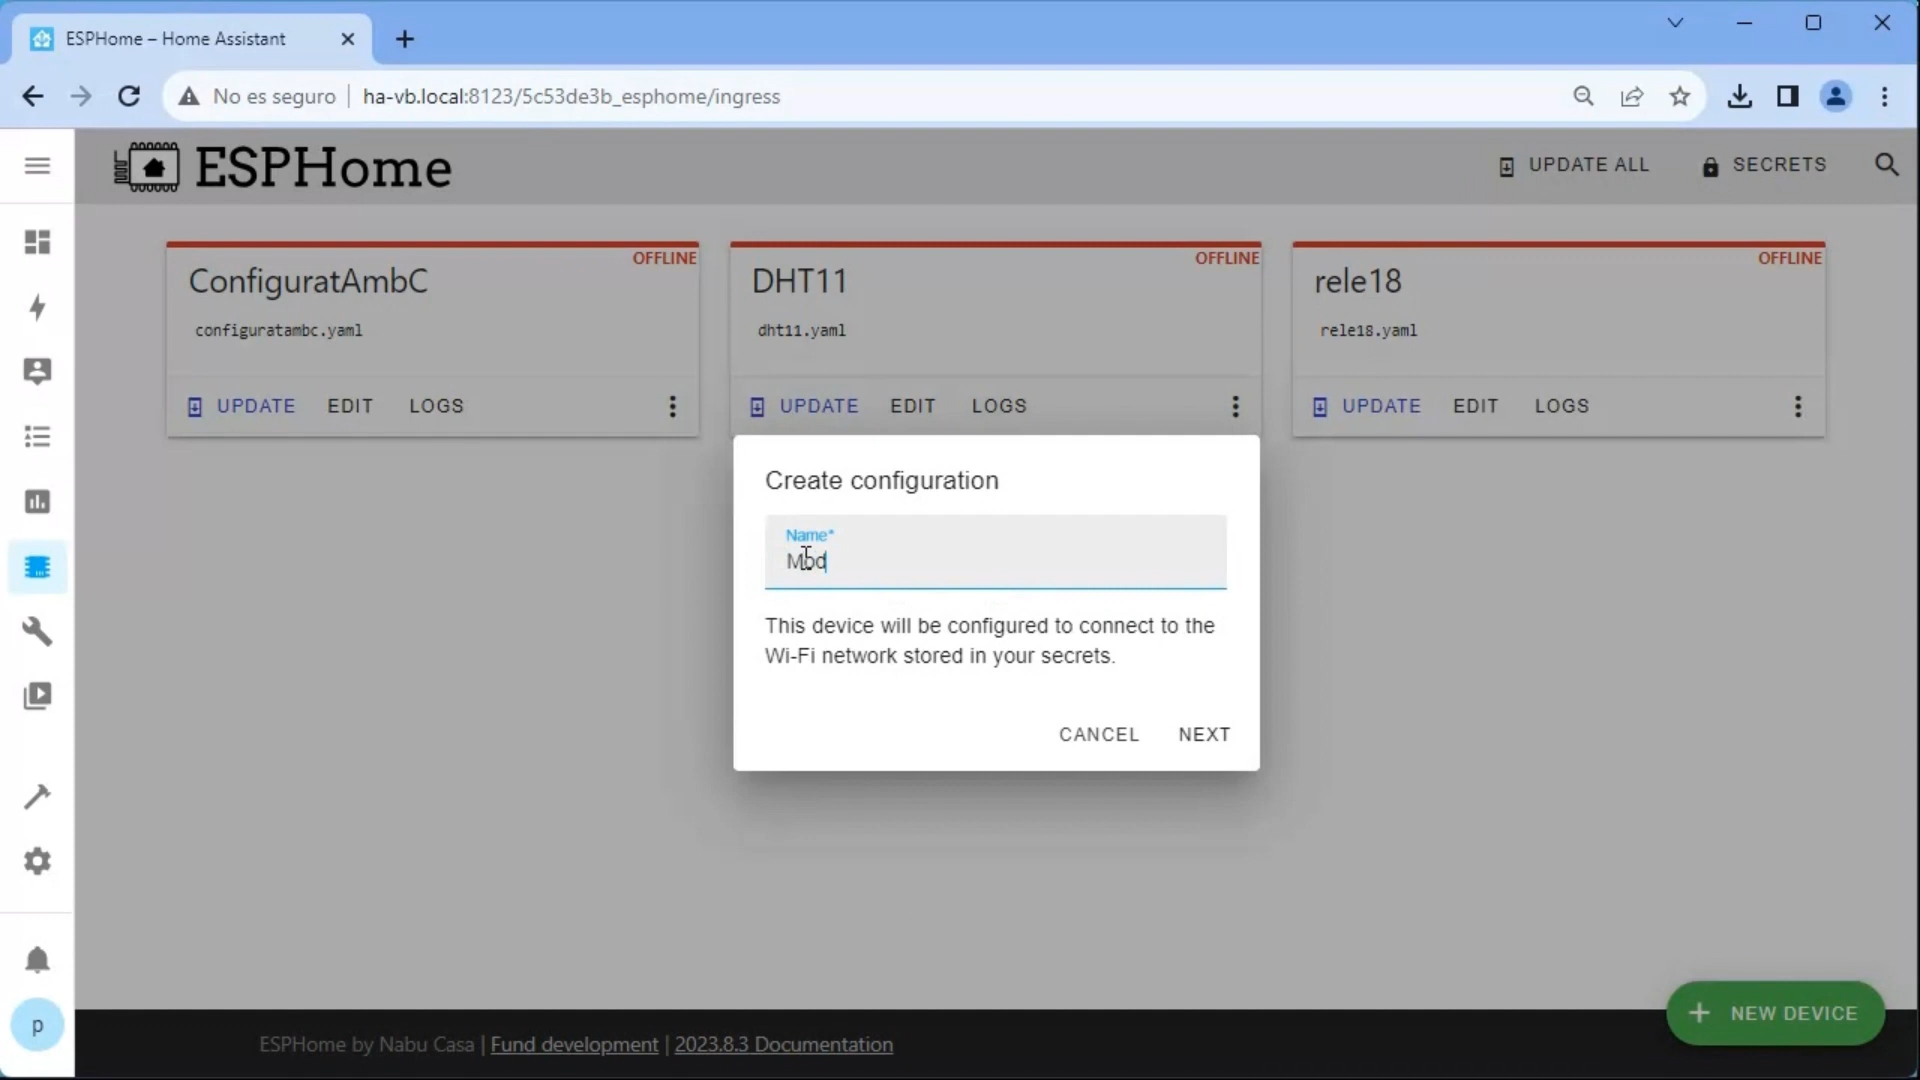 ESPHome – Home Assistant
No es seguro
ha-vb.local:8123/5c53de3b_esphome/ingress
ESPHome
UPDATE ALL
SECRETS
OFFLINE
ConfiguratAmbC
configuratambc.yaml
UPDATE
EDIT
LOGS
OFFLINE
DHT11
dht11.yaml
UPDATE
EDIT
LOGS
OFFLINE
rele18
rele18.yaml
UPDATE
EDIT
LOGS
Create configuration
Name*
Mod
This device will be configured to connect to the
Wi-Fi network stored in your secrets.
CANCEL
NEXT
NEW DEVICE
p
ESPHome by Nabu Casa | Fund development | 2023.8.3 Documentation